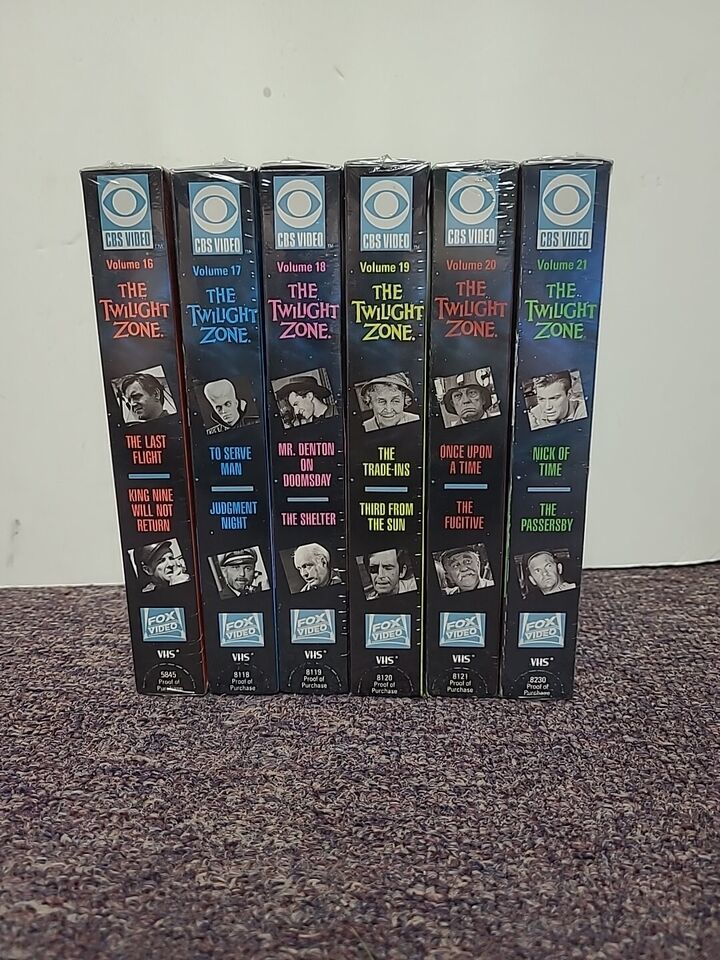 CBS VIDEO
TM
Volume 16
THE
TWILIGHT
ZONE.
THE LAST
FLIGHT
KING NINE
WILL NOT
RETURN
FOX
VIDEO
VHS
5845
Proof of
Purchase
CBS VIDEO
Volume 17
THE
TWILIGHT
ZONE.
TO SERVE
MAN
JUDGMENT
NIGHT
FOX
VIDEO
VHS
8118
Proof of
Purchase
CBS VIDEO
TM
Volume 18
THE
TWILIGHT
ZONE.
MR. DENTON
ON
DOOMSDAY
THE SHELTER
FOX
VIDEO
VHS
8119
Proof of
Purchase
CBS VIDEO
Volume 19
THE
TWILIGHT
ZONE.
THE
TRADE-INS
THIRD FROM
THE SUN
FOX
VIDEO
VHS
8120
Proof of
Purchase
CBS VIDEO
Volume 20
THE
TWILIGHT
ZONE.
ONCE UPON
A TIME
THE
FUGITIVE
FOX
VIDEO
VHS
8121
Proof of
Purchase
CBS VIDEO
Volume 21
THE
TWILIGHT
ZONE.
NICK OF
TIME
THE
PASSERSBY
FOX
VIDEO
VHS
8230
Proof of
Purchase